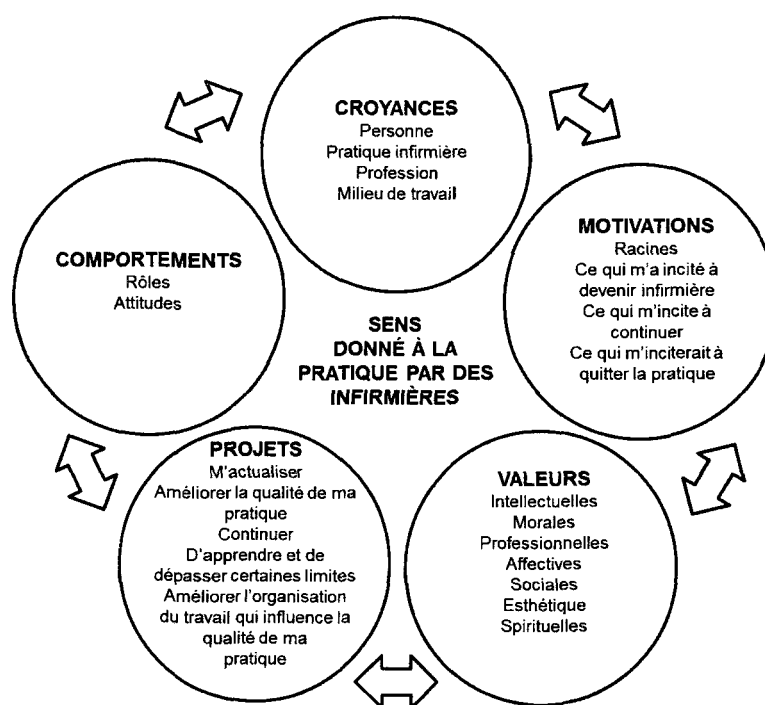 CROYANCES
Personne
Pratique infirmière
Profession
Milieu de travail
MOTIVATIONS
Racines
Ce qui m'a incité à
devenir infirmière
Ce qui m'incite à
continuer
Ce qui m'inciterait à
quitter la pratique
COMPORTEMENTS
Rôles
Attitudes
SENS
DONNÉ À LA
PRATIQUE PAR DES
INFIRMIÈRES
PROJETS
M'actualiser
Améliorer la qualité de ma
pratique
Continuer
D'apprendre et de
dépasser certaines limites
Améliorer l'organisation
du travail qui influence la
qualité de ma
pratique
VALEURS
Intellectuelles
Morales
Professionnelles
Affectives
Sociales
Esthétique
Spirituelles